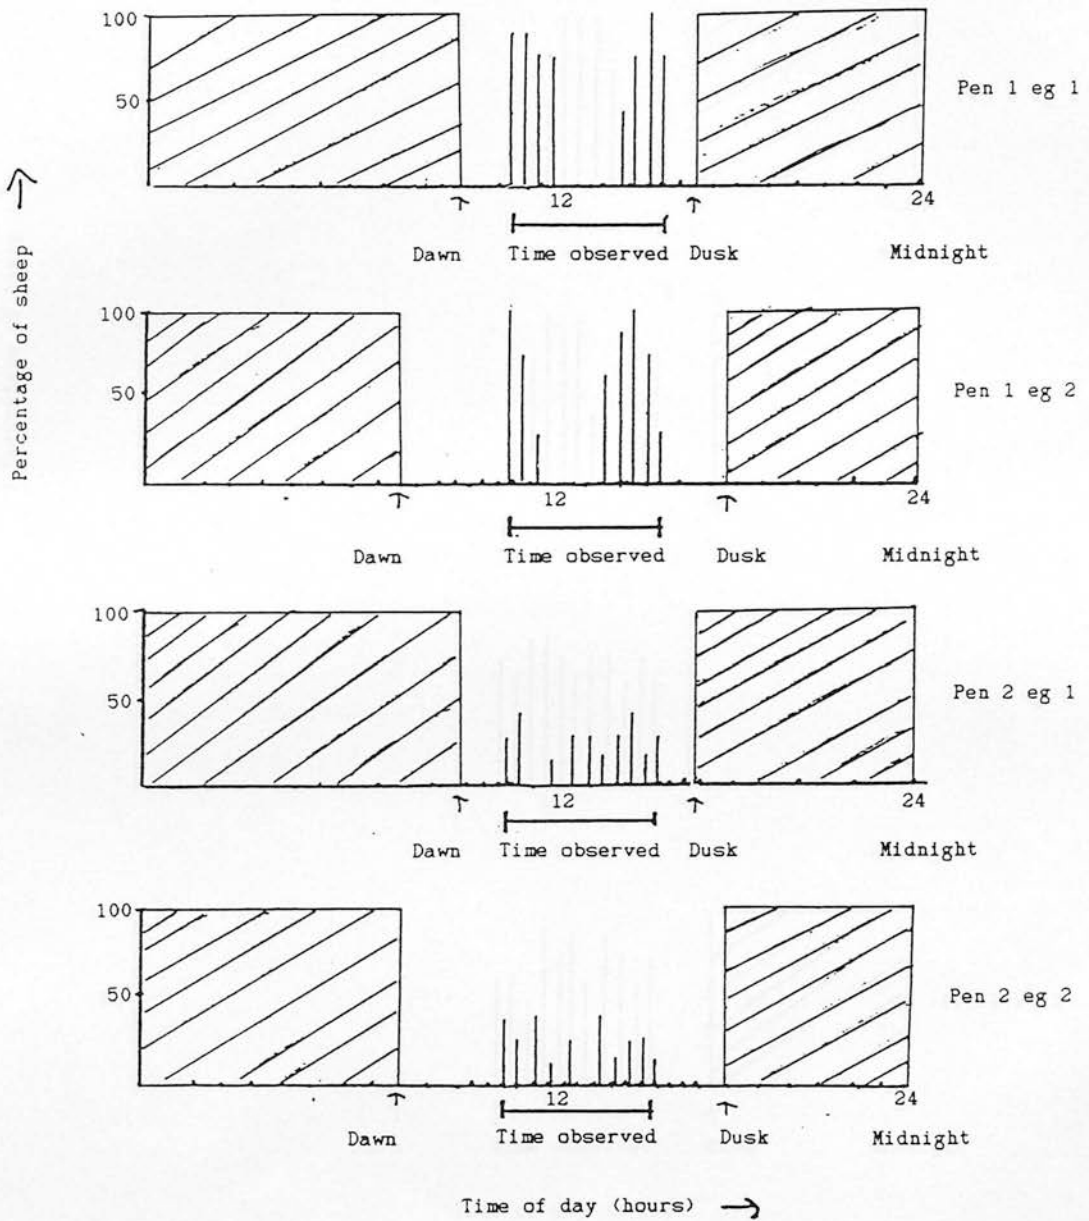 Percentage of sheep
100
50
Pen 1 eg 1
12
24
Dawn
Time observed
Dusk
Midnight
100
50
Pen 1 eg 2
12
24
Dawn
Time observed
Dusk
Midnight
100
50
Pen 2 eg 1
12
24
Dawn
Time observed
Dusk
Midnight
100
50
Pen 2 eg 2
12
24
Dawn
Time observed
Dusk
Midnight
Time of day (hours)